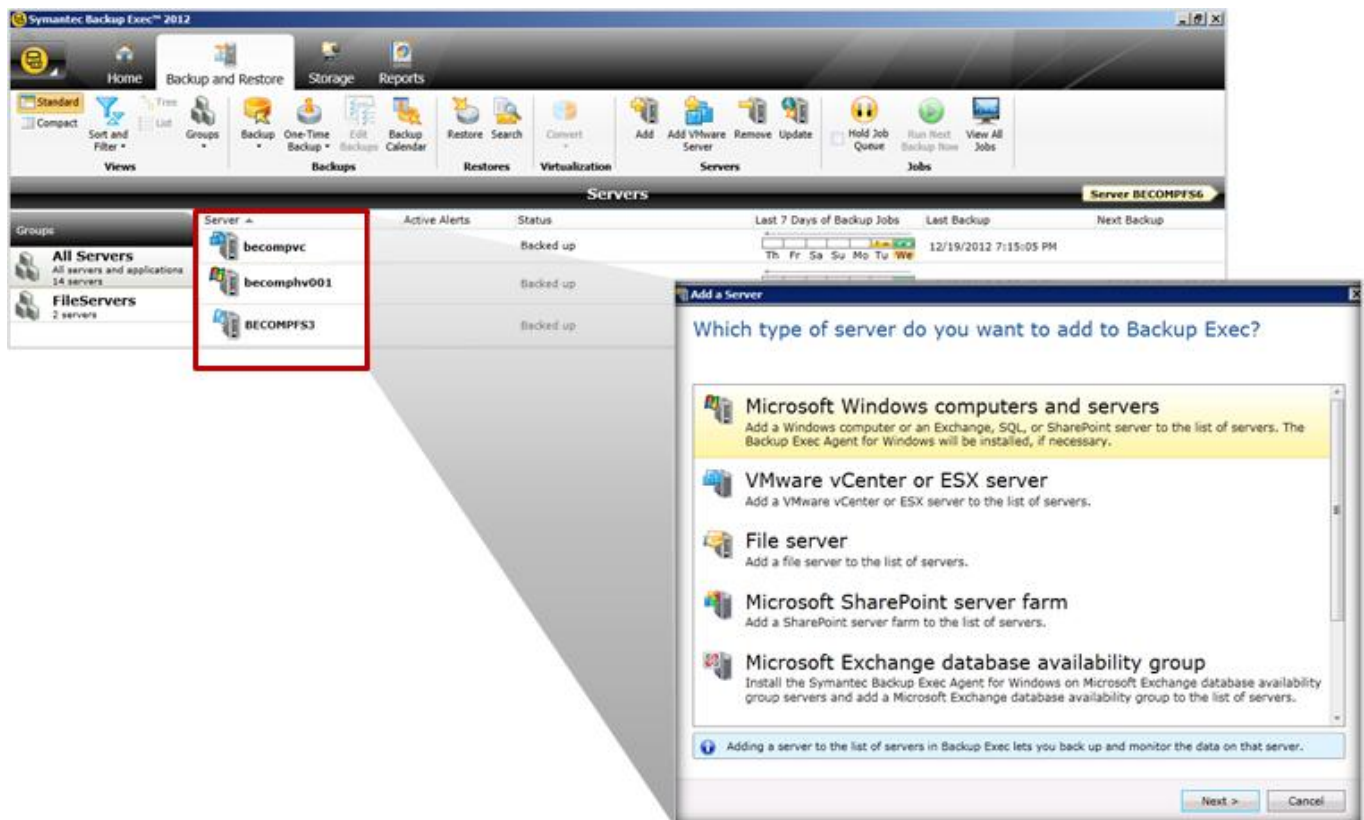 Symantec Backup Exec™ 2012
Home Backup and Restore Storage Reports
Standard
Compact
Sort and Filter
Tree
List
Groups
Views
Backup
One-Time Backup
Edit Backups
Backup Calendar
Backups
Restore
Search
Restores
Convert
Virtualization
Add
Add VMware Server
Remove
Update
Servers
Hold Job Queue
Run Next Backup Now
View All Jobs
Jobs
Servers
Server BECOMPFS6
Groups
All Servers
All servers and applications
14 servers
FileServers
2 servers
Server Active Alerts Status Last 7 Days of Backup Jobs Last Backup Next Backup
becompvc Backed up 12/19/2012 7:15:05 PM
Th Fr Sa Su Mo Tu We
becomphv001 Backed up
BECOMPFS3 Backed up
Add a Server
Which type of server do you want to add to Backup Exec?
Microsoft Windows computers and servers
Add a Windows computer or an Exchange, SQL, or SharePoint server to the list of servers. The
Backup Exec Agent for Windows will be installed, if necessary.
VMware vCenter or ESX server
Add a VMware vCenter or ESX server to the list of servers.
File server
Add a file server to the list of servers.
Microsoft SharePoint server farm
Add a SharePoint server farm to the list of servers.
Microsoft Exchange database availability group
Install the Symantec Backup Exec Agent for Windows on Microsoft Exchange database availability
group servers and add a Microsoft Exchange database availability group to the list of servers.
Adding a server to the list of servers in Backup Exec lets you back up and monitor the data on that server.
Next > Cancel